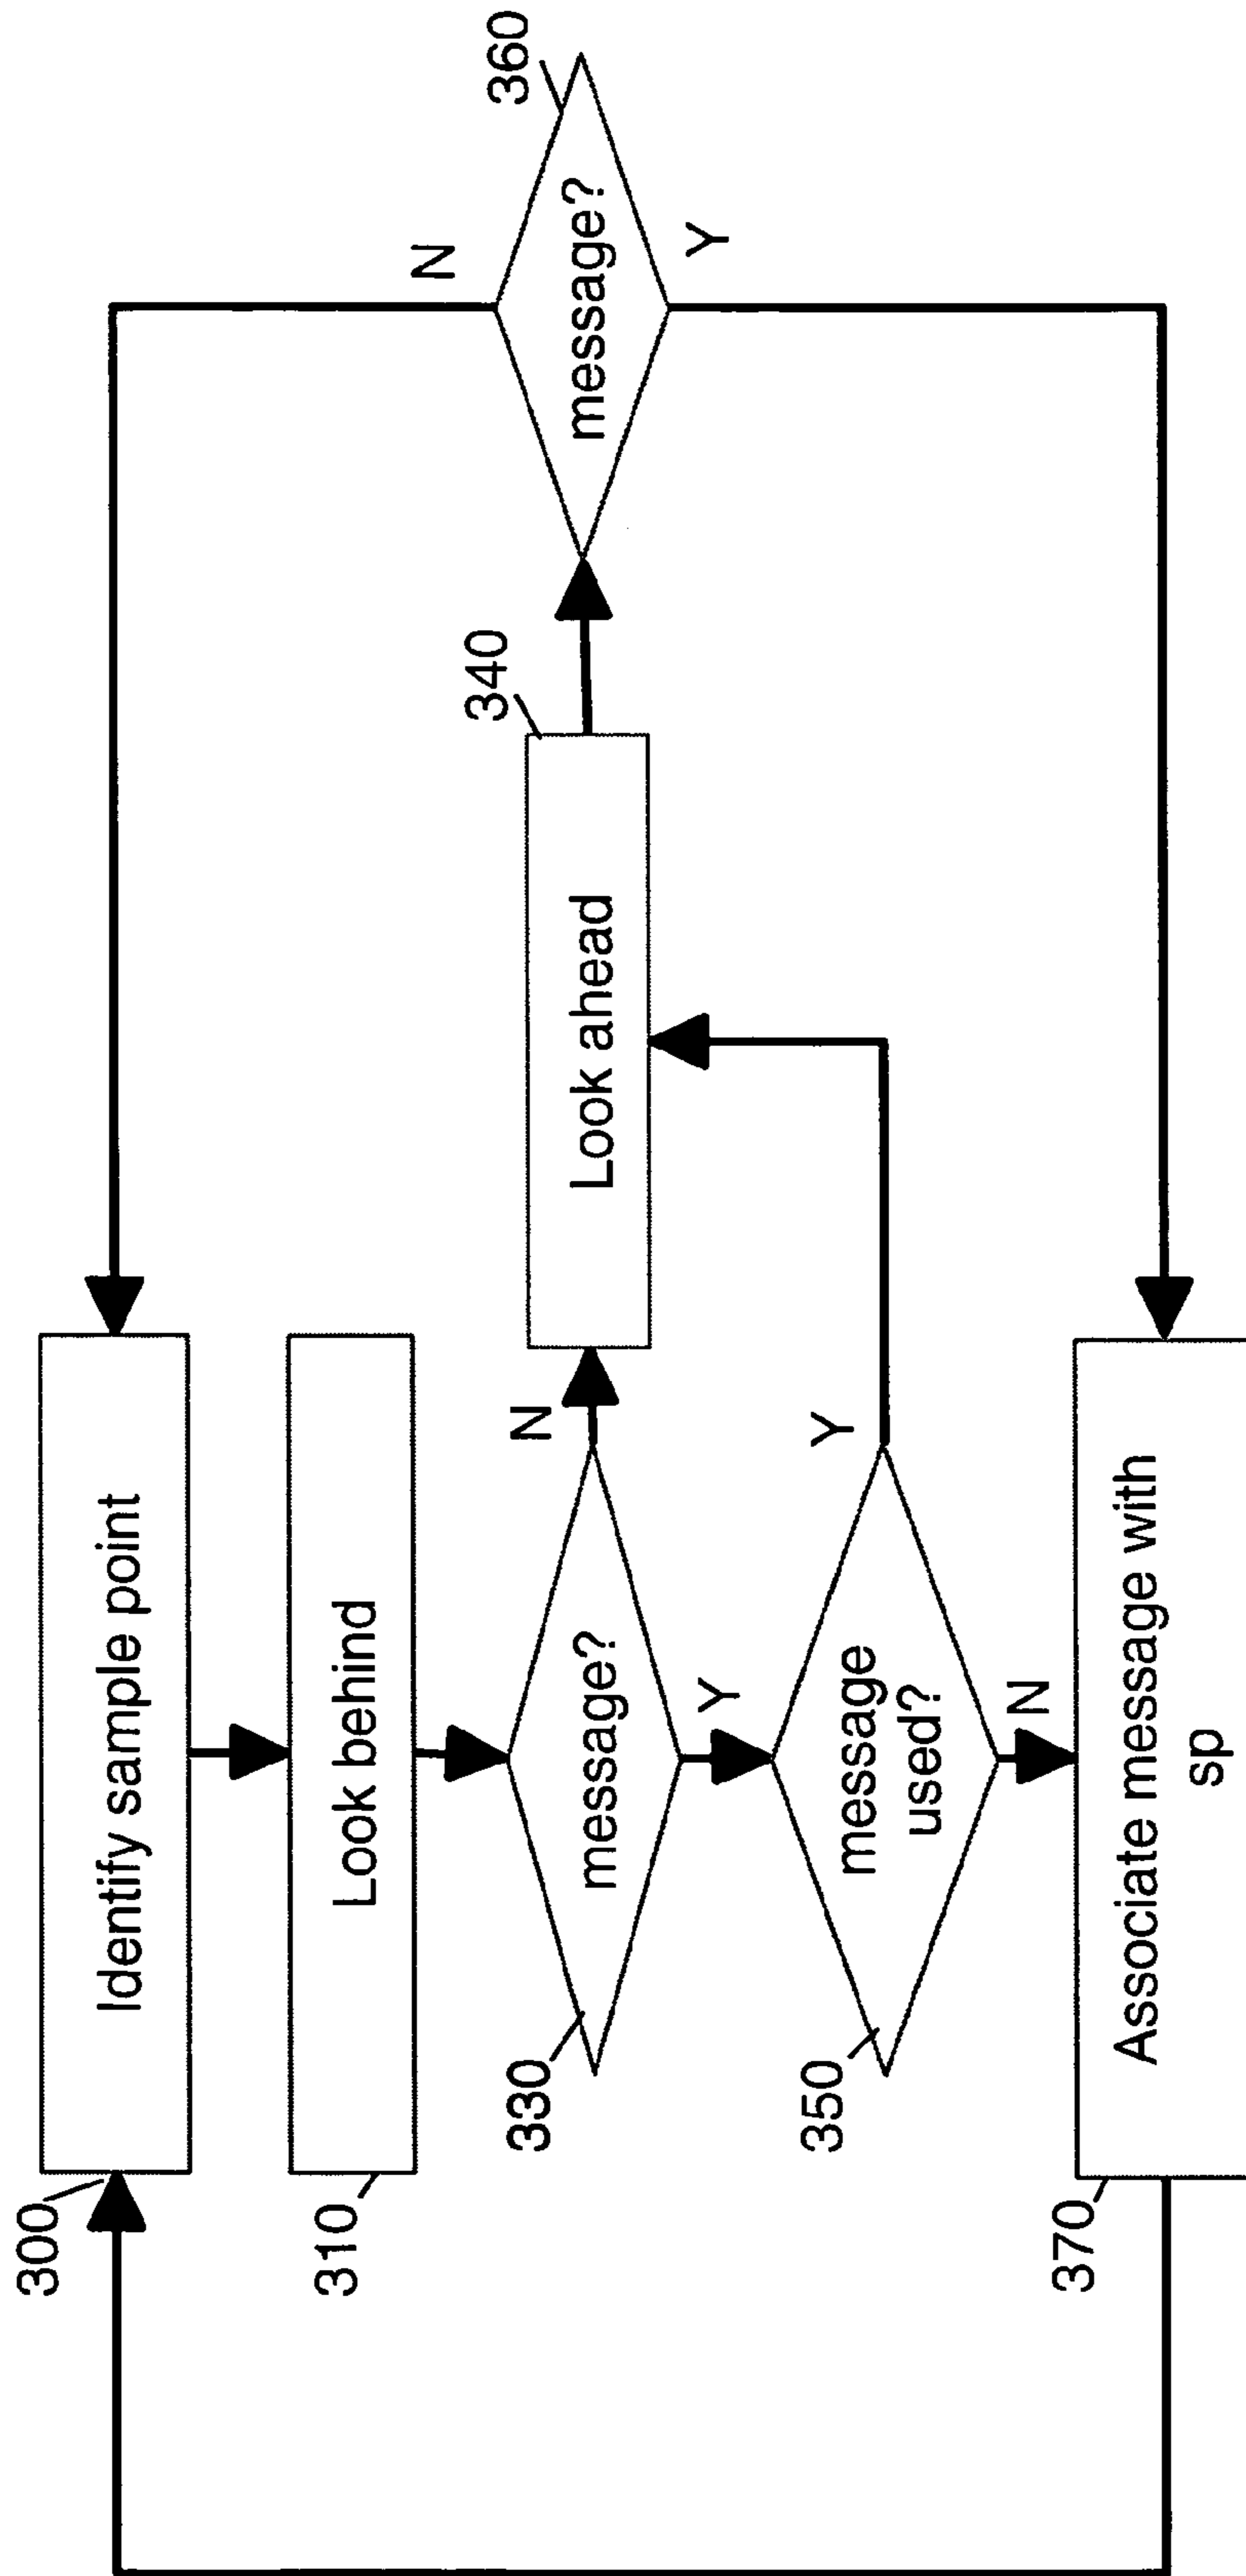 300
Identify sample point
310
Look behind
330
message?
N
Y
340
Look ahead
360
message?
N
Y
350
message
used?
Y
N
370
Associate message with
sp